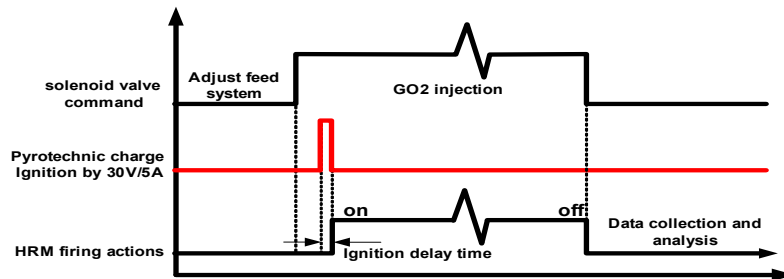 solenoid valve
command
Adjust feed
system
GO2 injection
Pyrotechnic charge
Ignition by 30V/5A
on
off
HRM firing actions
Ignition delay time
Data collection and
analysis